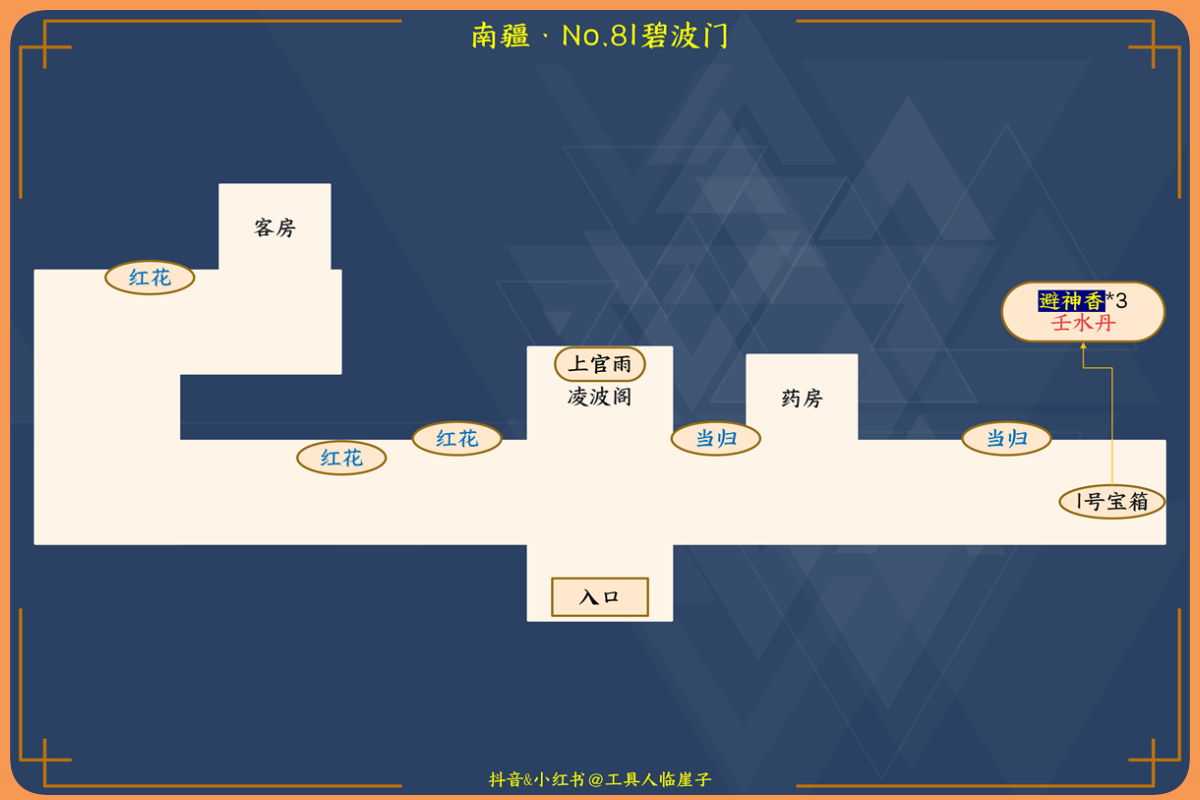 南疆·No.81碧波门
客房
红花
避神香*3
壬水丹
上官雨
凌波阁
药房
红花
红花
当归
当归
1号宝箱
入口
抖音&小红书@工具人临崖子